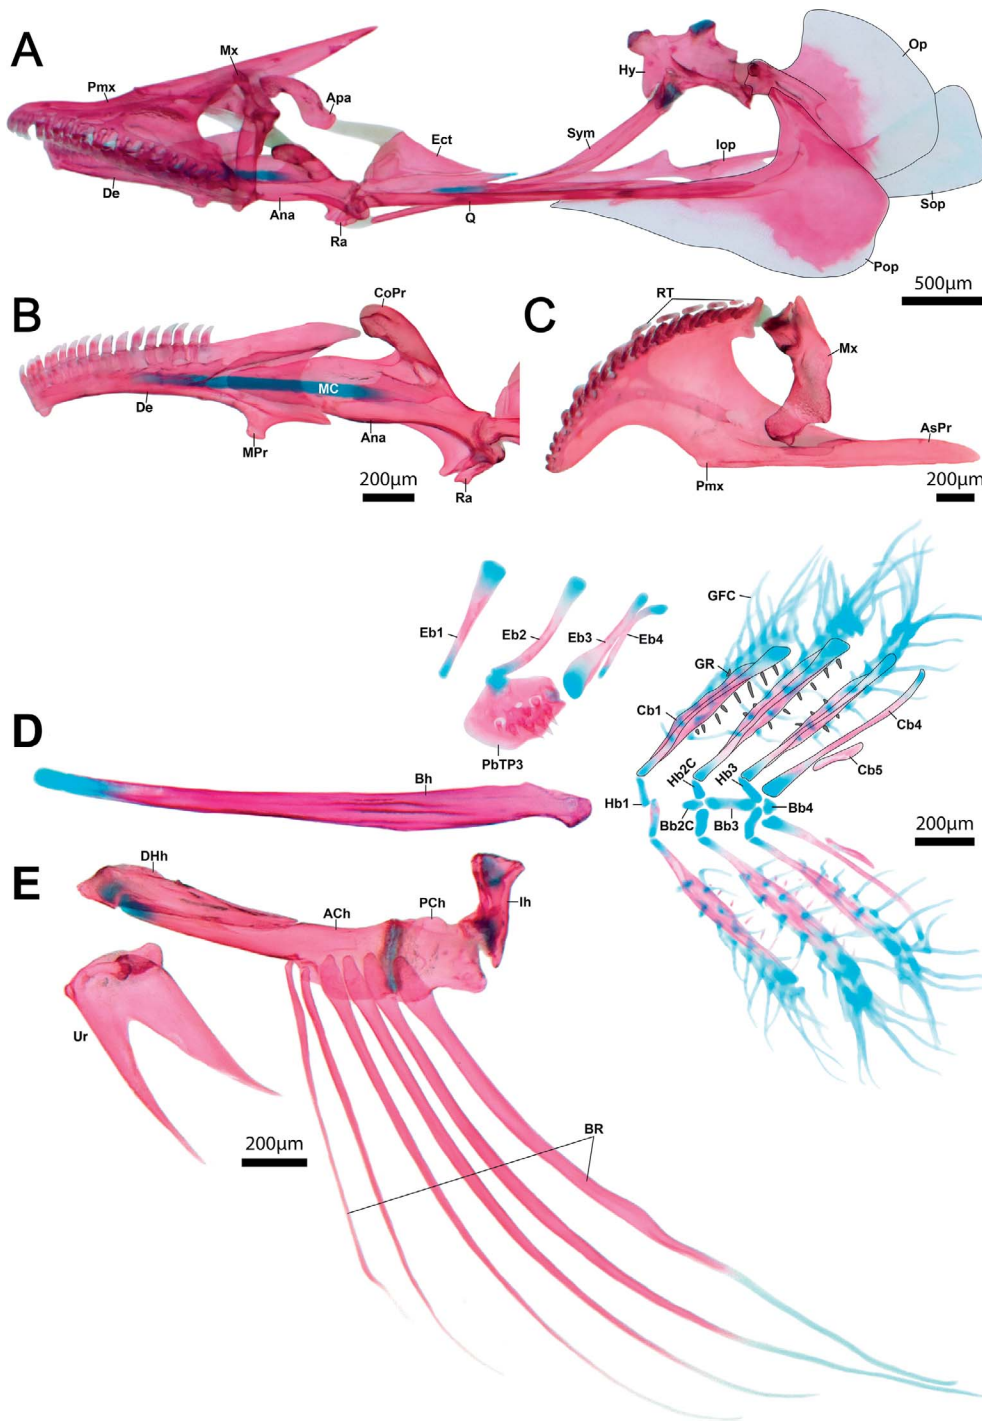 A
Mx
Pmx
Apa
Ect
Sym
Hy
Iop
Op
Sop
Pop
De
Ana
Ra
Q
500µm
B
CoPr
MC
De
MPr
Ana
Ra
200µm
C
RT
Mx
AsPr
Pmx
200µm
D
Eb1
Eb2
Eb3
Eb4
PbTP3
Bh
GFC
GR
Cb1
Cb4
Cb5
Hb2C
Hb3
Hb1
Bb2C
Bb3
Bb4
200µm
E
DHh
ACh
PCh
Ih
Ur
BR
200µm